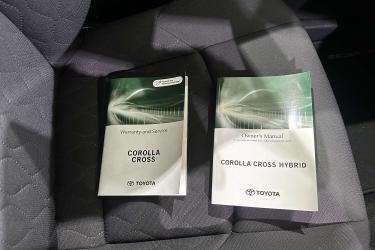 Warranty and Service
COROLLA
CROSS
TOYOTA
Owner's Manual
COROLLA CROSS HYBRID
TOYOTA